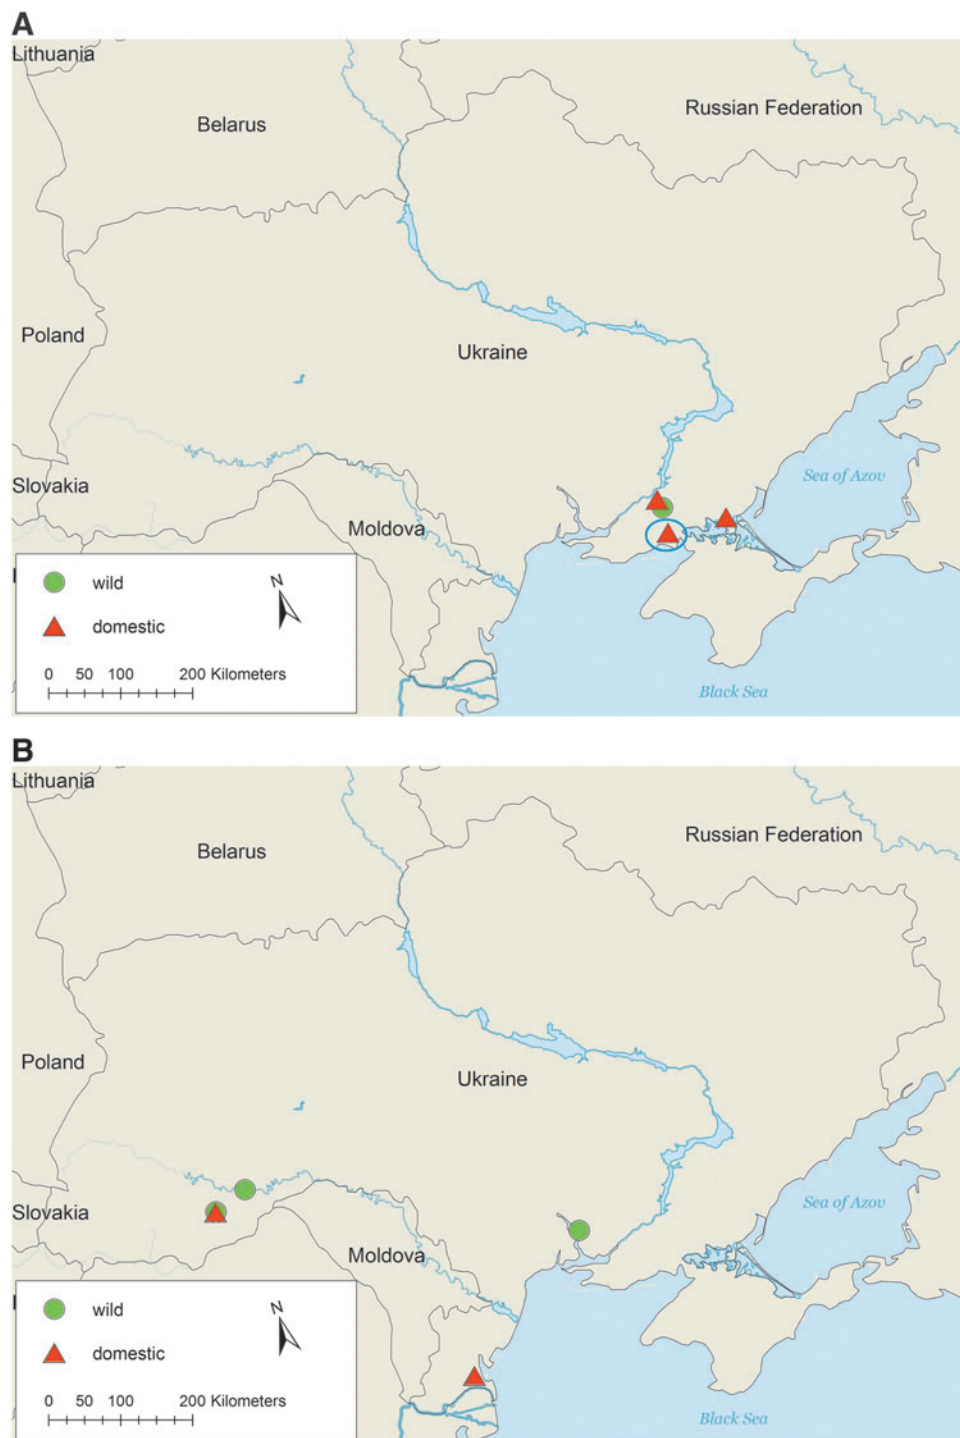 A
Lithuania
Belarus
Russian Federation
Poland
Ukraine
Slovakia
Sea of Azov
Moldova
wild
N
domestic
0 50 100 200 Kilometers
Black Sea
B
Lithuania
Belarus
Russian Federation
Poland
Ukraine
Slovakia
Sea of Azov
Moldova
wild
N
domestic
0 50 100 200 Kilometers
Black Sea